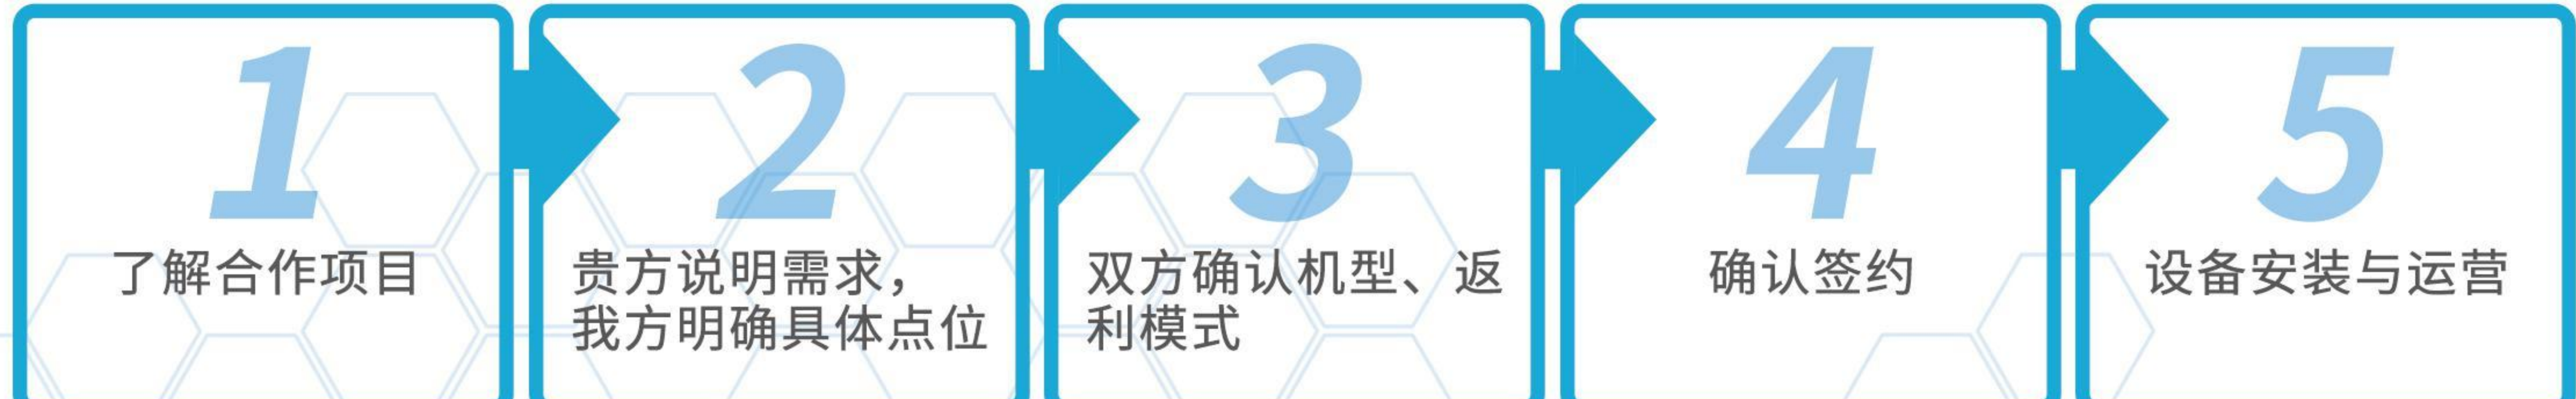 1
了解合作项目
2
贵方说明需求，
我方明确具体点位
3
双方确认机型、返
利模式
4
确认签约
5
设备安装与运营